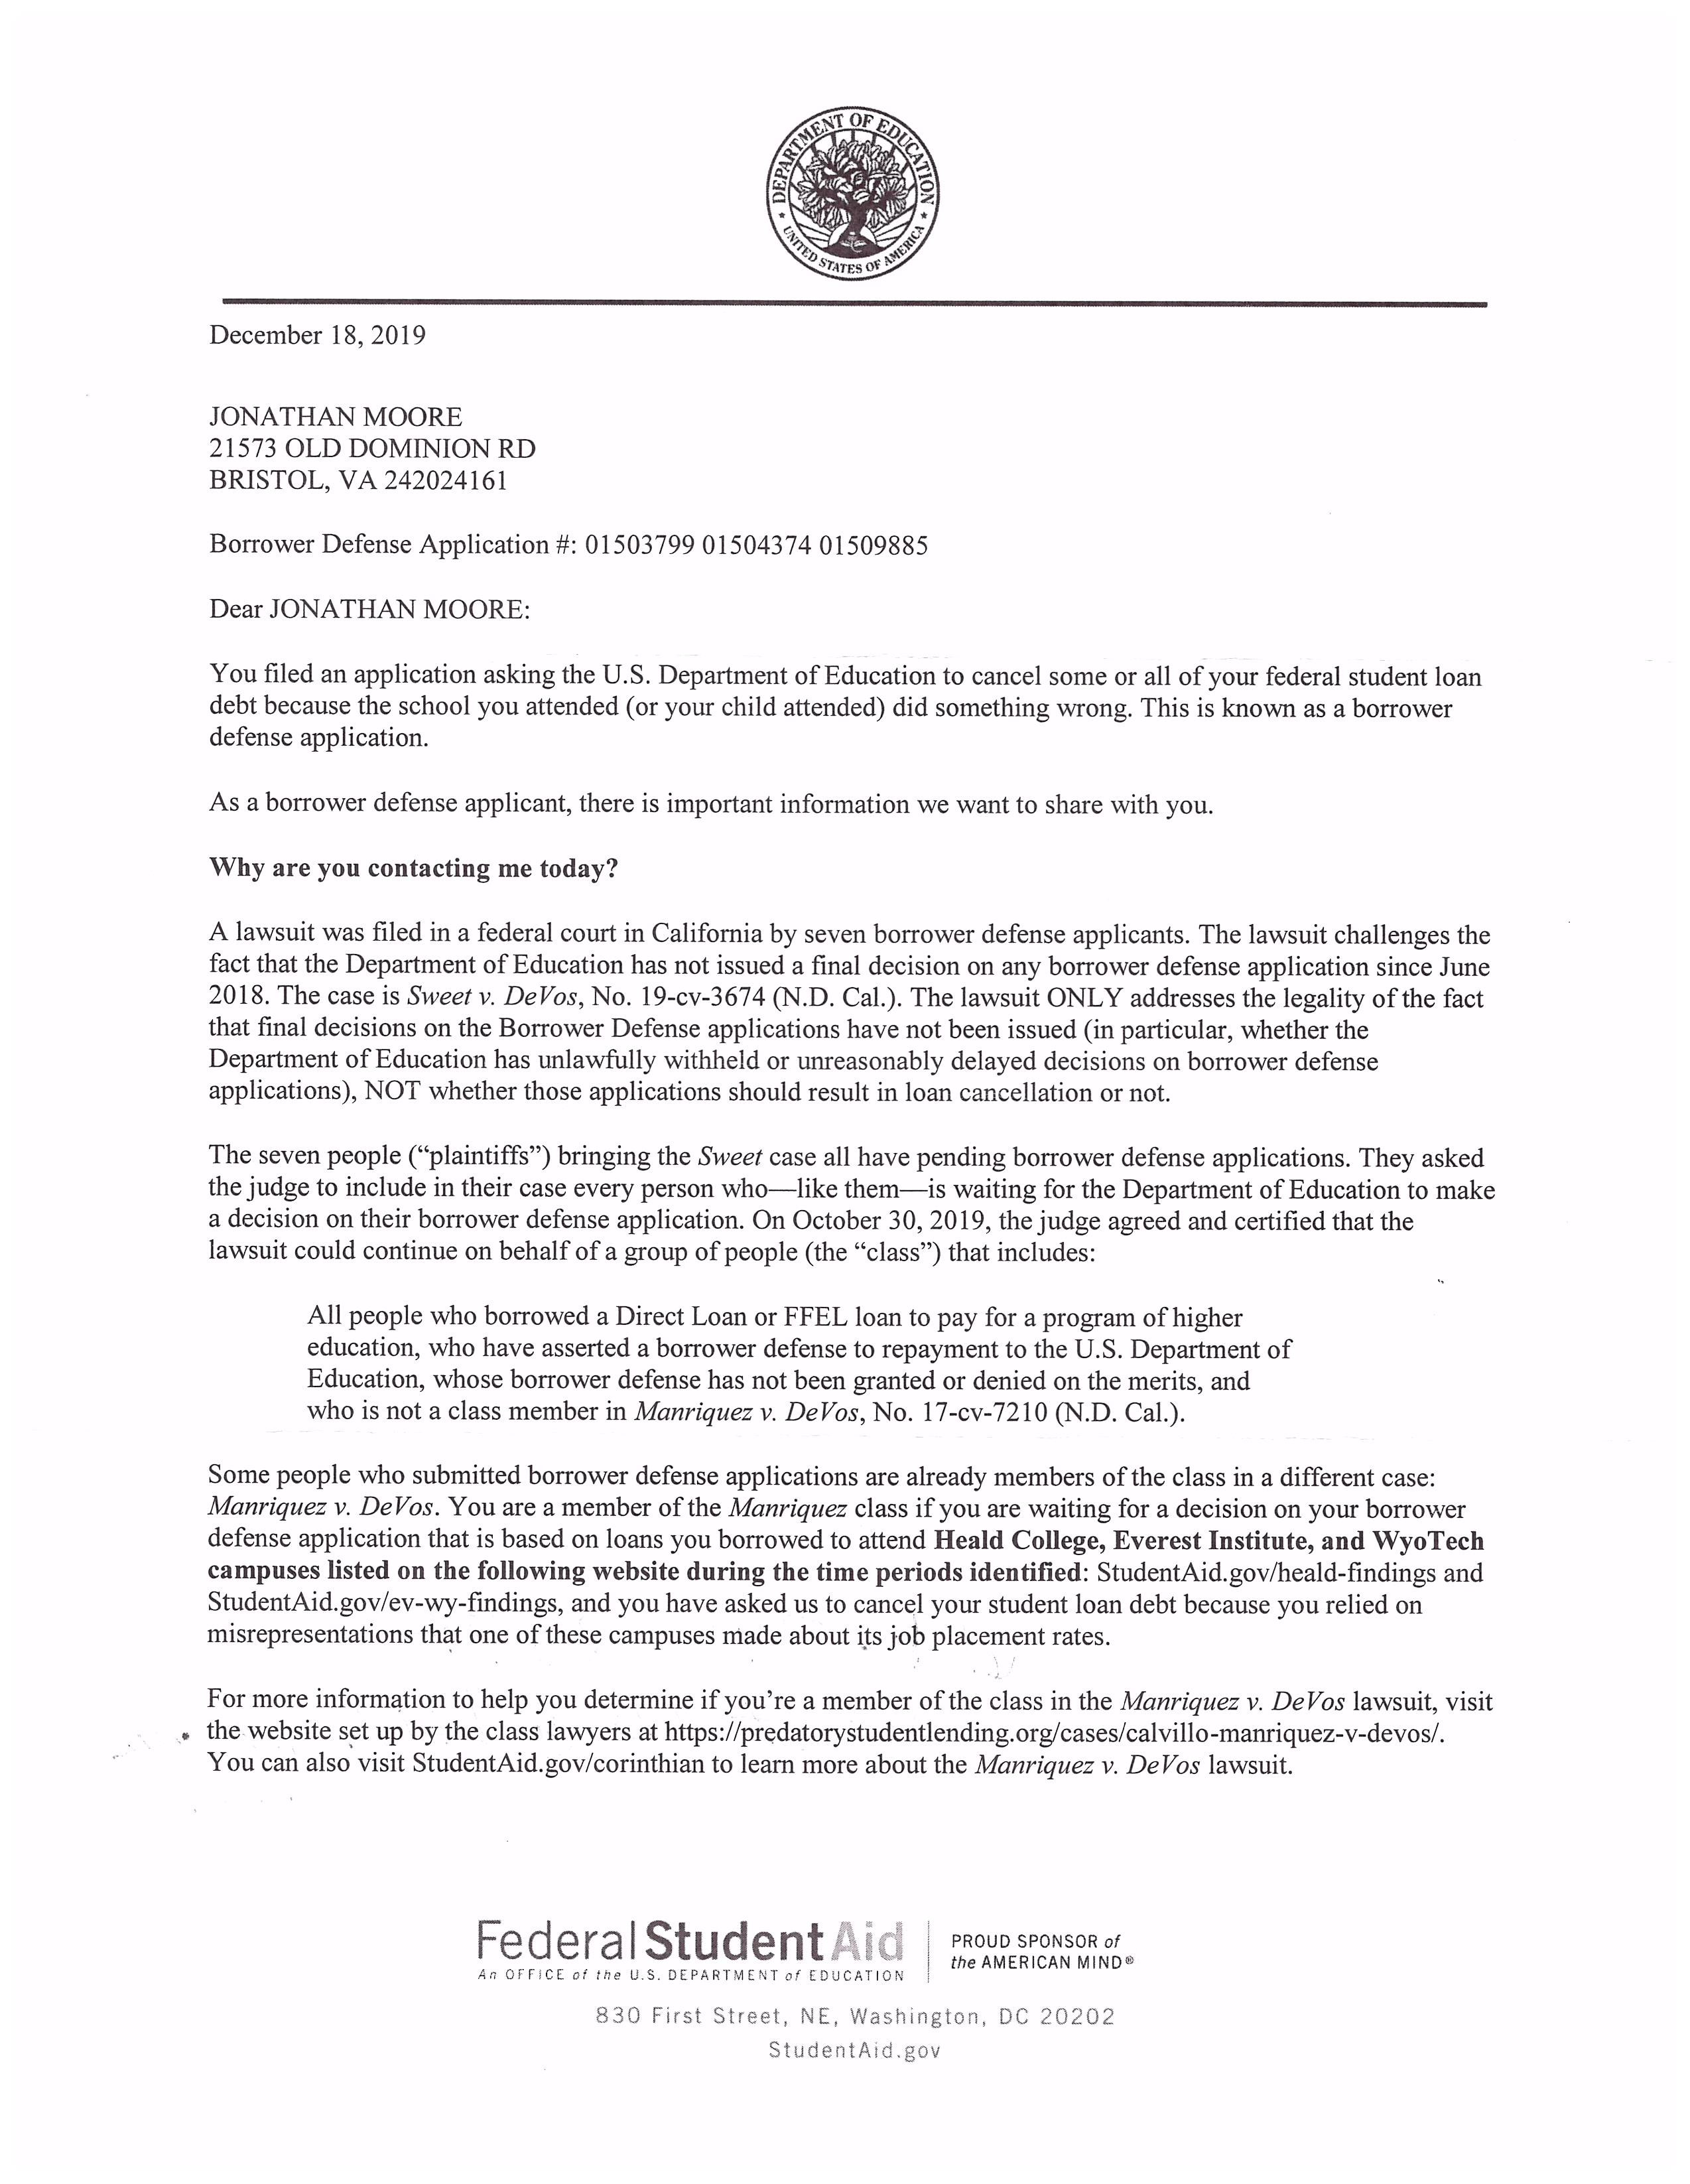 DEPARTMENT OF EDUCATION
UNITED STATES OF AMERICA
December 18, 2019
JONATHAN MOORE
21573 OLD DOMINION RD
BRISTOL, VA 242024161
Borrower Defense Application #: 01503799 01504374 01509885
Dear JONATHAN MOORE:
You filed an application asking the U.S. Department of Education to cancel some or all of your federal student loan
debt because the school you attended (or your child attended) did something wrong. This is known as a borrower
defense application.
As a borrower defense applicant, there is important information we want to share with you.
Why are you contacting me today?
A lawsuit was filed in a federal court in California by seven borrower defense applicants. The lawsuit challenges the
fact that the Department of Education has not issued a final decision on any borrower defense application since June
2018. The case is Sweet v. DeVos, No. 19-cv-3674 (N.D. Cal.). The lawsuit ONLY addresses the legality of the fact
that final decisions on the Borrower Defense applications have not been issued (in particular, whether the
Department of Education has unlawfully withheld or unreasonably delayed decisions on borrower defense
applications), NOT whether those applications should result in loan cancellation or not.
The seven people (“plaintiffs”) bringing the Sweet case all have pending borrower defense applications. They asked
the judge to include in their case every person who—like them—is waiting for the Department of Education to make
a decision on their borrower defense application. On October 30, 2019, the judge agreed and certified that the
lawsuit could continue on behalf of a group of people (the “class”) that includes:
All people who borrowed a Direct Loan or FFEL loan to pay for a program of higher
education, who have asserted a borrower defense to repayment to the U.S. Department of
Education, whose borrower defense has not been granted or denied on the merits, and
who is not a class member in Manriquez v. DeVos, No. 17-cv-7210 (N.D. Cal.).
Some people who submitted borrower defense applications are already members of the class in a different case:
Manriquez v. DeVos. You are a member of the Manriquez class if you are waiting for a decision on your borrower
defense application that is based on loans you borrowed to attend Heald College, Everest Institute, and WyoTech
campuses listed on the following website during the time periods identified: StudentAid.gov/heald-findings and
StudentAid.gov/ev-wy-findings, and you have asked us to cancel your student loan debt because you relied on
misrepresentations that one of these campuses made about its job placement rates.
For more information to help you determine if you’re a member of the class in the Manriquez v. DeVos lawsuit, visit
the website set up by the class lawyers at https://predatorystudentlending.org/cases/calvillo-manriquez-v-devos/.
You can also visit StudentAid.gov/corinthian to learn more about the Manriquez v. DeVos lawsuit.
Federal Student Aid
An OFFICE of the U.S. DEPARTMENT of EDUCATION
PROUD SPONSOR of
the AMERICAN MIND®
830 First Street, NE, Washington, DC 20202
StudentAid.gov